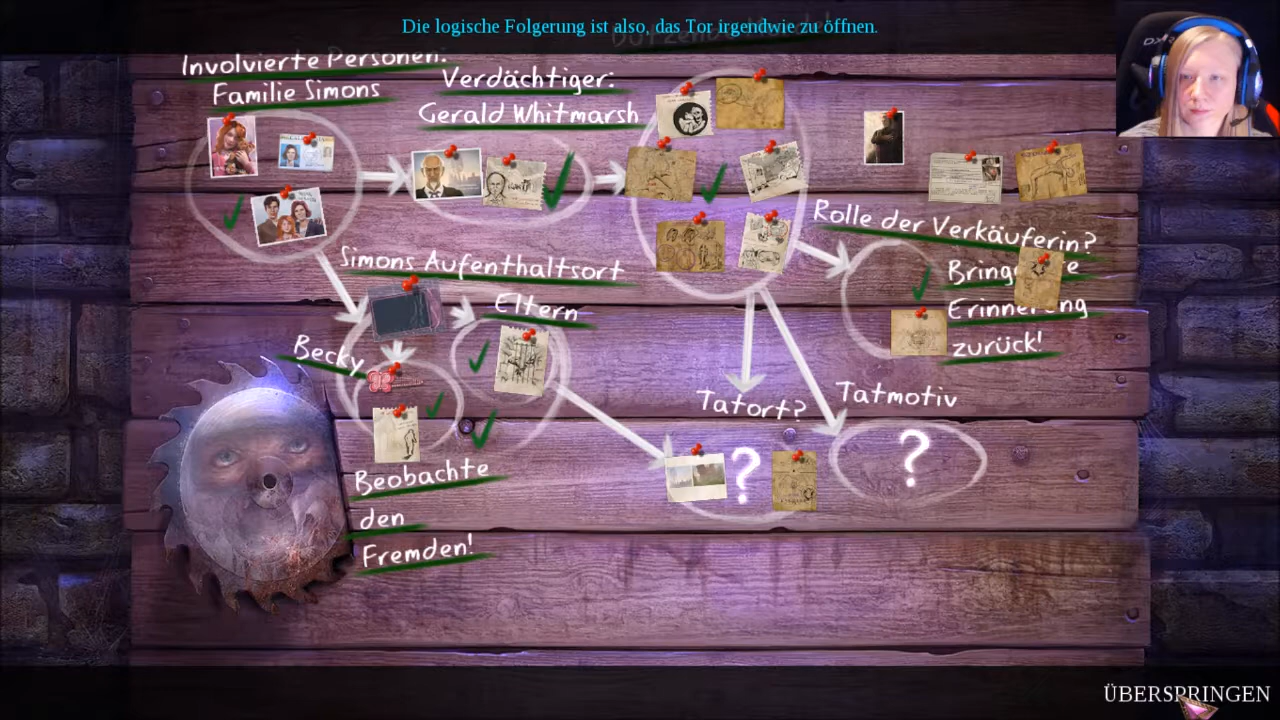 Die logische Folgerung ist also, das Tor irgendwie zu öffnen.
Involvierte Personen:
Familie Simons
Verdächtiger:
Gerald Whitmarsh
Rolle der Verkäuferin?
Erinnerung
zurück!
Simons Aufenthaltsort
Eltern
Becky
Tatort?
Tatmotiv
?
?
Beobachte
den
Fremden!
ÜBERSPRINGEN